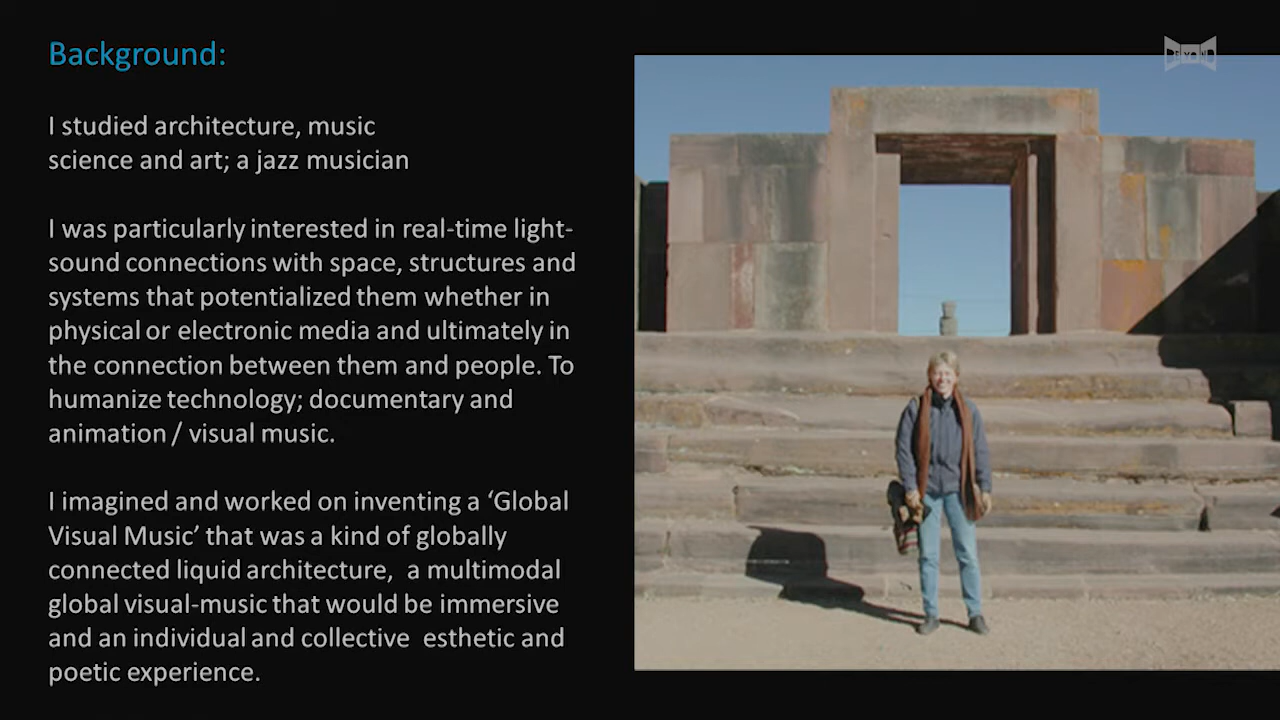 Background:
I studied architecture, music
science and art; a jazz musician
I was particularly interested in real-time light-
sound connections with space, structures and
systems that potentialized them whether in
physical or electronic media and ultimately in
the connection between them and people. To
humanize technology; documentary and
animation / visual music.
I imagined and worked on inventing a ‘Global
Visual Music’ that was a kind of globally
connected liquid architecture,  a multimodal
global visual-music that would be immersive
and an individual and collective  esthetic and
poetic experience.
BEYOND